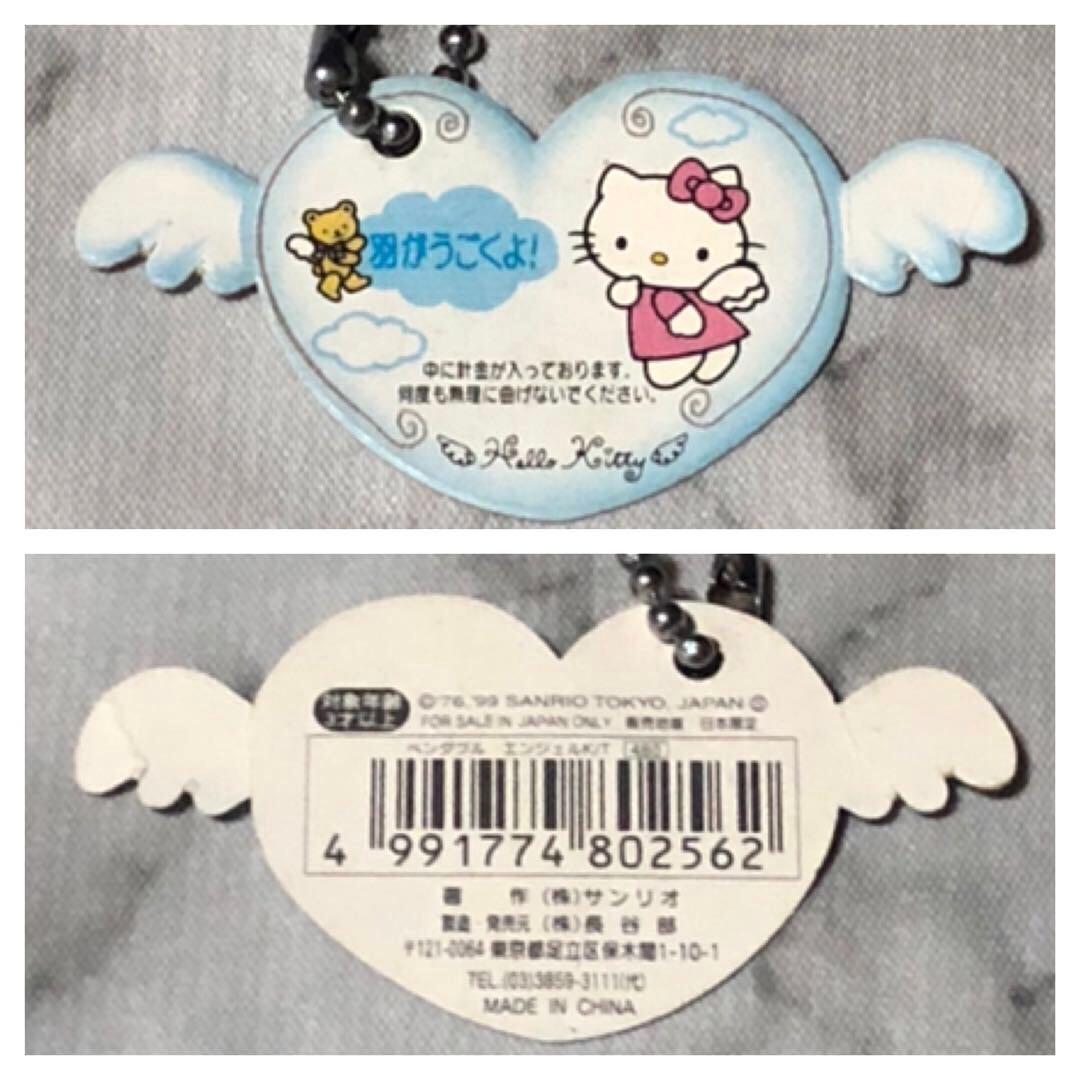 羽がうごくよ!
中に針金が入っております。
何度も無理に曲げないでください。
Hello Kitty
対象年齢
3才以上
©'76,'99 SANRIO TOKYO, JAPAN
FOR SALE IN JAPAN ONLY 販売地域 日本限定
ベンダブル エンジェルKIT 480
4 991774 802562
著 作 (株)サンリオ
製造・発売元 (株)長谷部
〒121-0064 東京都足立区保木間1-10-1
TEL.(03)3859-3111(代)
MADE IN CHINA